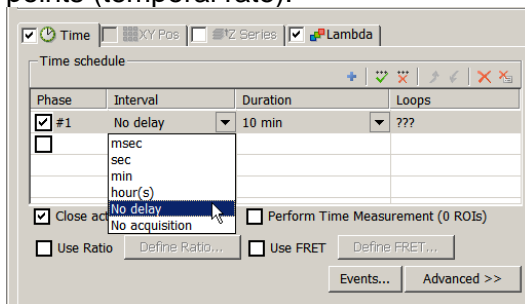 points (temporal rate).
Time XY Pos Z Series Lambda
Time schedule
Phase Interval Duration Loops
#1 No delay 10 min ???
msec
sec
min
hour(s)
No delay
No acquisition
Close Perform Time Measurement (0 ROIs)
Use Ratio Define Ratio... Use FRET Define FRET...
Events... Advanced >>